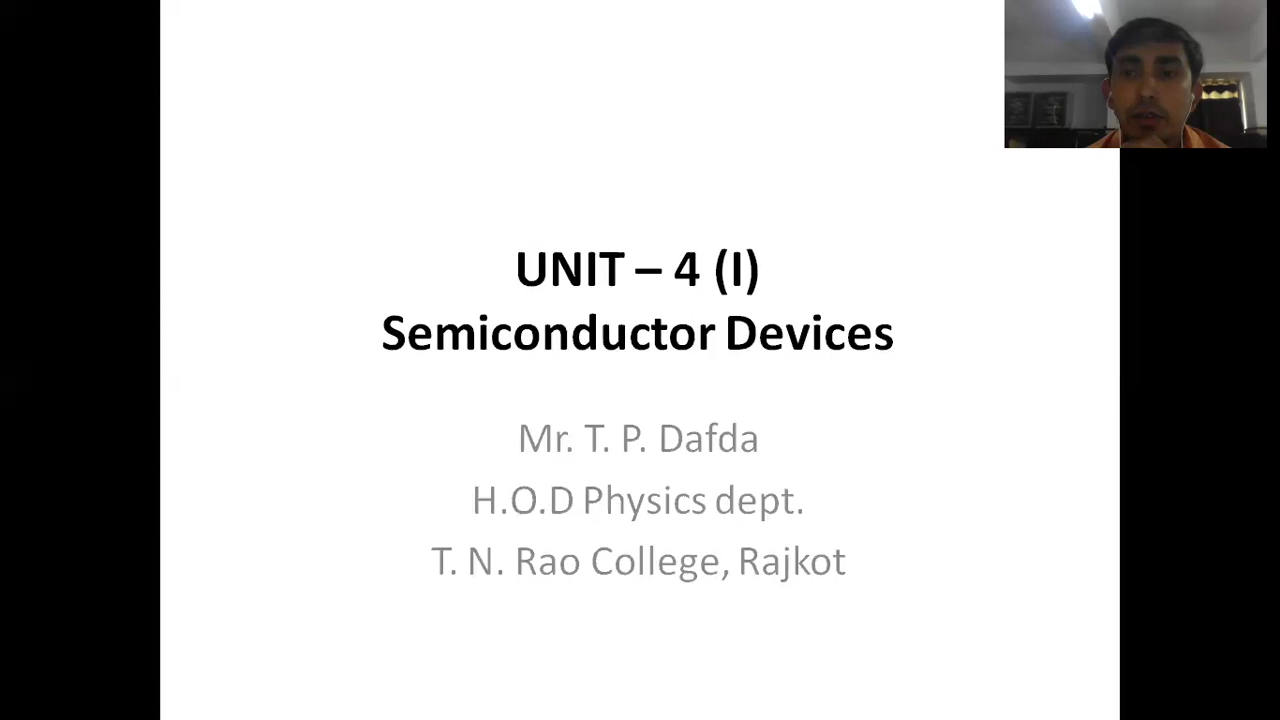 UNIT – 4 (I)
Semiconductor Devices
Mr. T. P. Dafda
H.O.D Physics dept.
T. N. Rao College, Rajkot